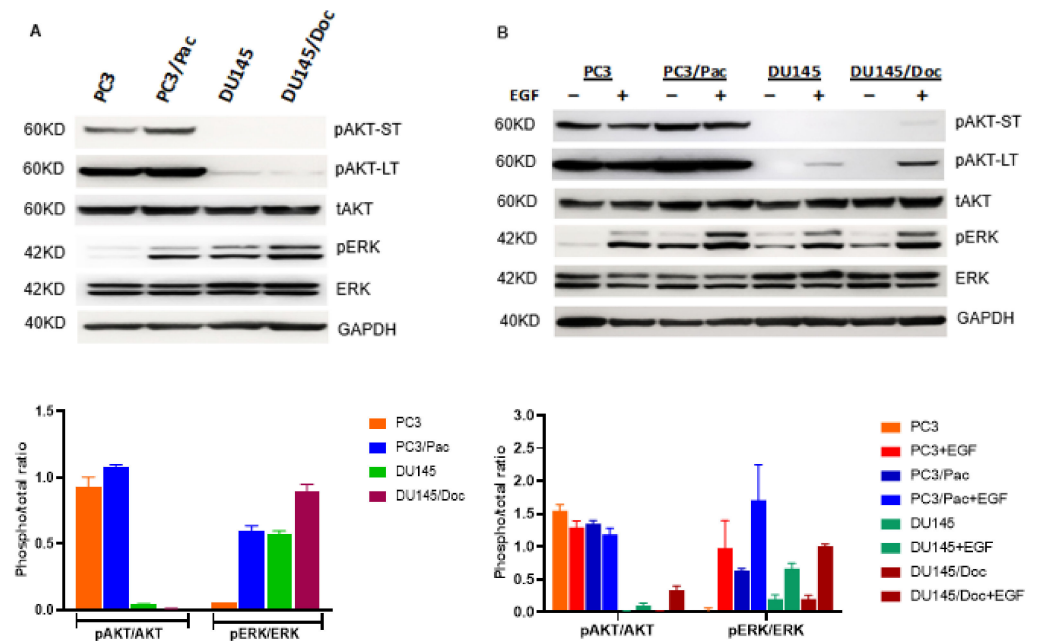 A
PC3
PC3/Pac
DU145
DU145/Doc
60KD
pAKT-ST
60KD
pAKT-LT
60KD
tAKT
42KD
pERK
42KD
ERK
40KD
GAPDH
B
PC3
PC3/Pac
DU145
DU145/Doc
EGF − + − + − + − +
60KD
pAKT-ST
60KD
pAKT-LT
60KD
tAKT
42KD
pERK
42KD
ERK
40KD
GAPDH
Phospho/total ratio
1.5
1.0
0.5
0.0
pAKT/AKT
pERK/ERK
PC3
PC3/Pac
DU145
DU145/Doc
Phospho/total ratio
3.0
2.5
2.0
1.5
1.0
0.5
0.0
pAKT/AKT
pERK/ERK
PC3
PC3+EGF
PC3/Pac
PC3/Pac+EGF
DU145
DU145+EGF
DU145/Doc
DU145/Doc+EGF